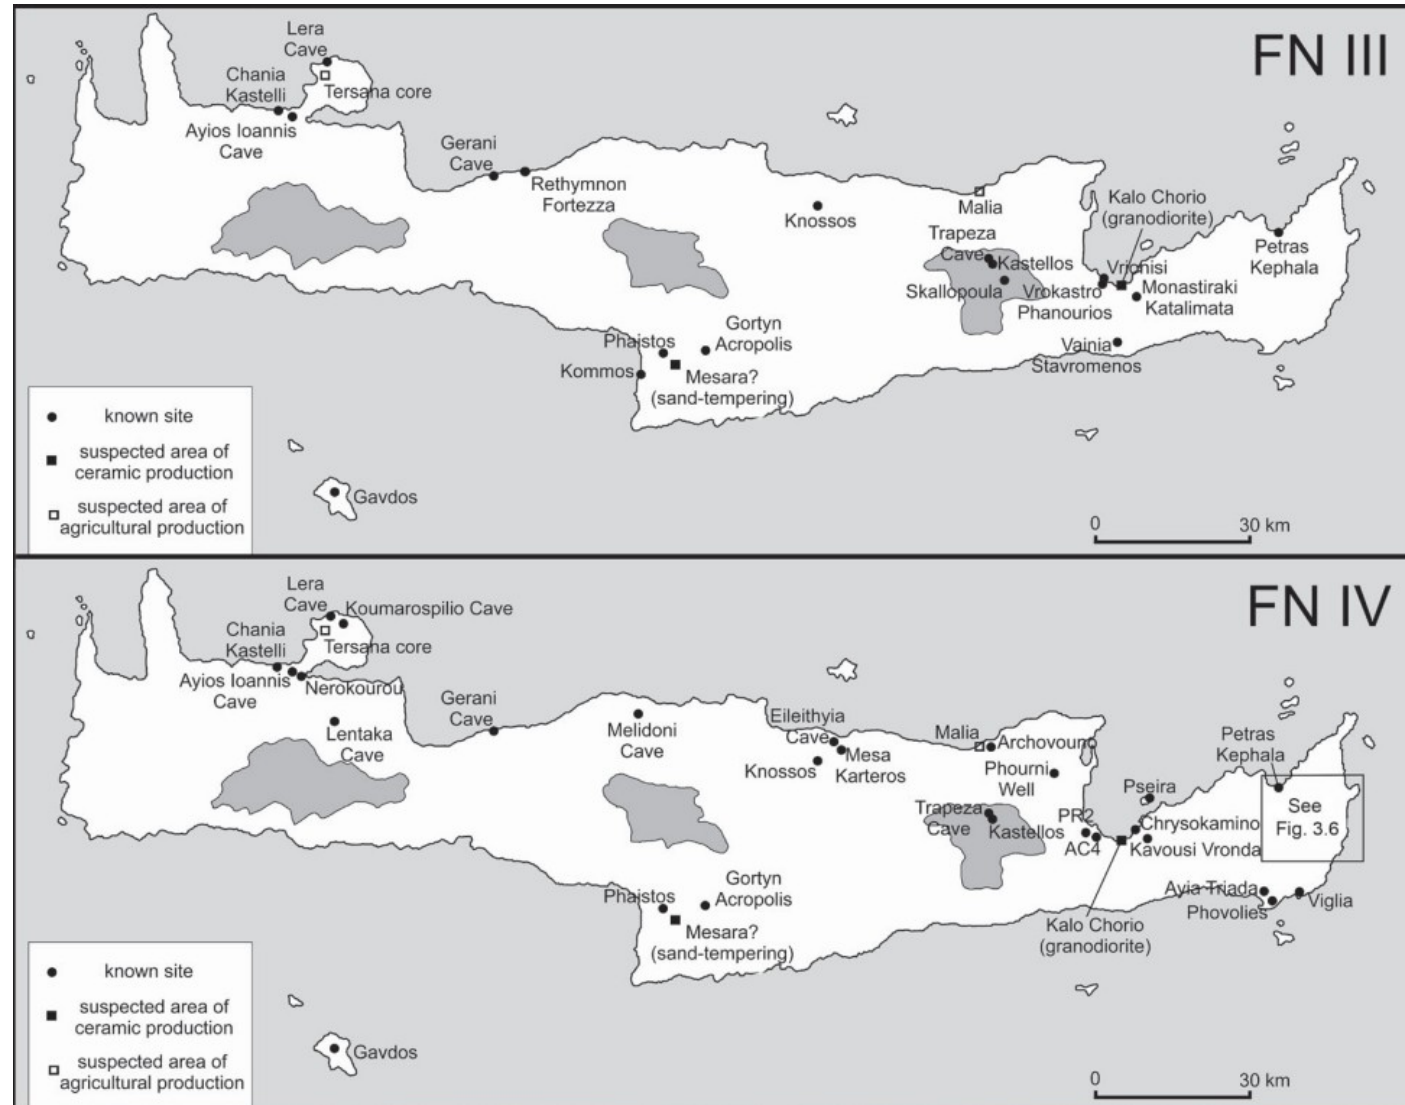 FN III
Lera
Cave
Chania
Kastelli
Tersana core
Ayios Ioannis
Cave
Gerani
Cave
Rethymnon
Fortezza
Knossos
Malia
Kalo Chorio
(granodiorite)
Trapeza
Cave
Kastellos
Skallopoula
Vrionisi
Vrokastro
Phanourios
Monastiraki
Katalimata
Petras
Kephala
Vainia
Stavromenos
Gortyn
Acropolis
Phaistos
Kommos
Mesara?
(sand-tempering)
Gavdos
known site
suspected area of
ceramic production
suspected area of
agricultural production
0 30 km
FN IV
Lera
Cave
Koumarospilio Cave
Chania
Kastelli
Tersana core
Ayios Ioannis
Cave
Nerokourou
Lentaka
Cave
Gerani
Cave
Melidoni
Cave
Eileithyia
Cave
Mesa
Karteros
Knossos
Malia
Archovouno
Phourni
Well
Trapeza
Cave
Kastellos
PR2
AC4
Pseira
Chrysokamino
Kavousi Vronda
Petras
Kephala
See
Fig. 3.6
Ayia Triada
Phovolies
Viglia
Kalo Chorio
(granodiorite)
Gortyn
Acropolis
Phaistos
Mesara?
(sand-tempering)
Gavdos
known site
suspected area of
ceramic production
suspected area of
agricultural production
0 30 km